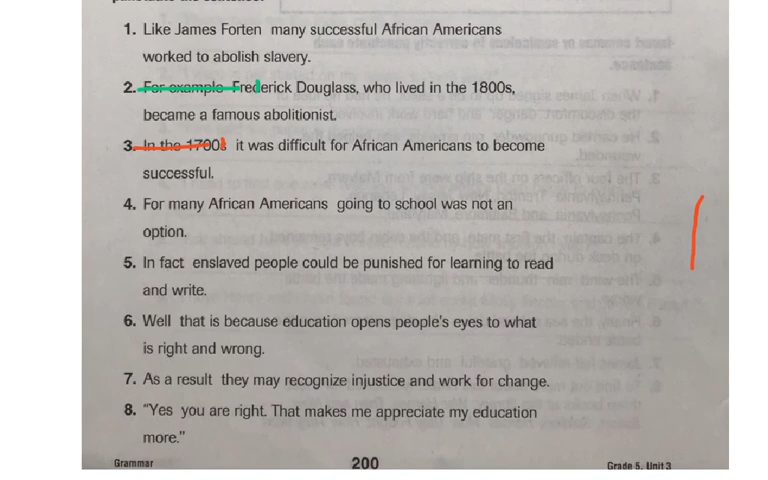 1. Like James Forten many successful African Americans
worked to abolish slavery.
2. For example Frederick Douglass, who lived in the 1800s,
became a famous abolitionist.
3. In the 1700s it was difficult for African Americans to become
successful.
4. For many African Americans going to school was not an
option.
5. In fact enslaved people could be punished for learning to read
and write.
6. Well that is because education opens people's eyes to what
is right and wrong.
7. As a result they may recognize injustice and work for change.
8. “Yes you are right. That makes me appreciate my education
more.”
Grammar 200 Grade 5, Unit 3